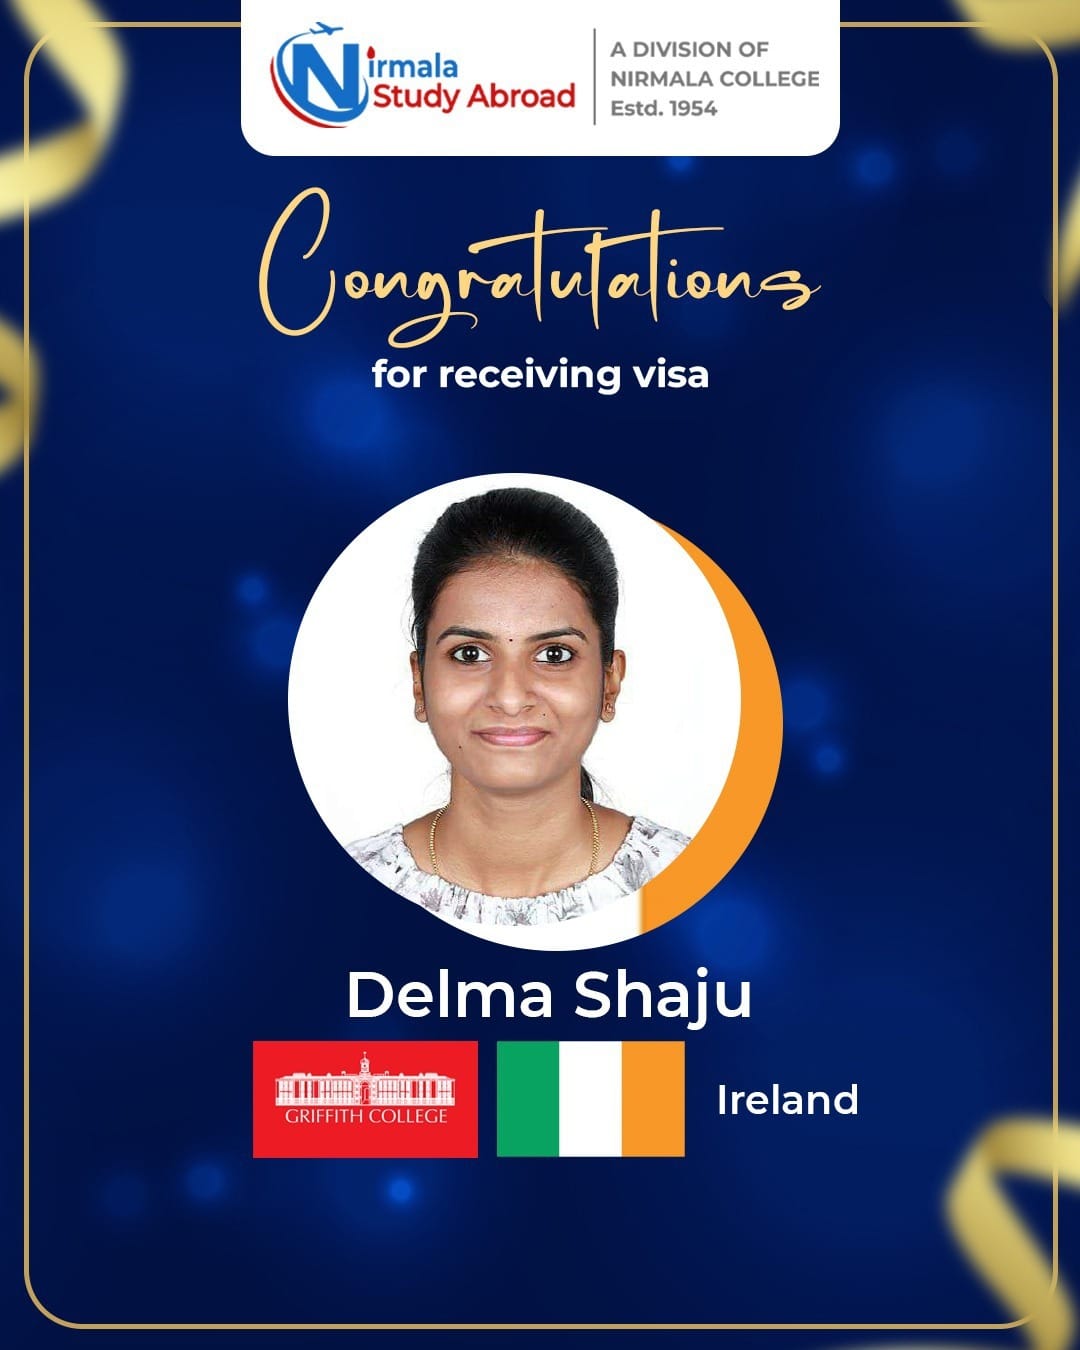 Nirmala
Study Abroad
A DIVISION OF
NIRMALA COLLEGE
Estd. 1954
Congratulations
for receiving visa
Delma Shaju
GRIFFITH COLLEGE
Ireland